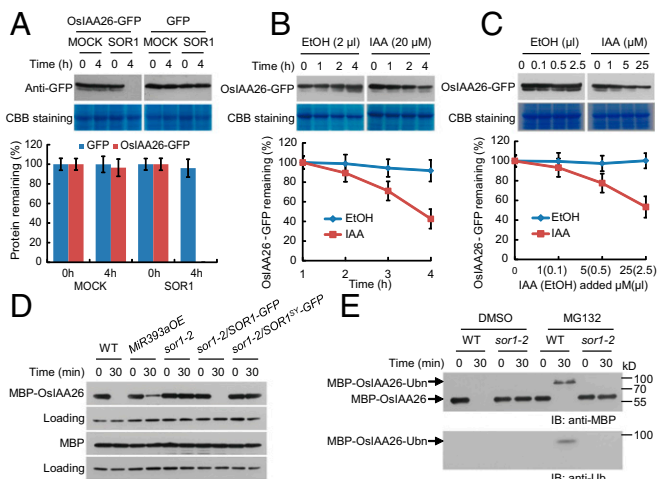 A
OsIAA26-GFP GFP
MOCK SOR1 MOCK SOR1
Time (h) 0 4 0 4 0 4 0 4
Anti-GFP
CBB staining
GFP OsIAA26-GFP
Protein remaining (%)
120
100
80
60
40
20
0
0h 4h 0h 4h
MOCK SOR1
B
EtOH (2 µl) IAA (20 µM)
Time (h) 0 1 2 4 0 1 2 4
OsIAA26-GFP
CBB staining
OsIAA26 - GFP remaining (%)
120
100
80
60
40
20
0
EtOH
IAA
1 2 3 4
Time (h)
C
EtOH (µl) IAA (µM)
0 0.1 0.5 2.5 0 1 5 25
OsIAA26-GFP
CBB staining
OsIAA26 - GFP remaining (%)
120
100
80
60
40
20
0
EtOH
IAA
0 1(0.1) 5(0.5) 25(2.5)
IAA (EtOH) added µM(µl)
D
WT MiR393aOE sor1-2 sor1-2/SOR1-GFP sor1-2/SOR1SY-GFP
Time (min) 0 30 0 30 0 30 0 30 0 30
MBP-OsIAA26
Loading
MBP
Loading
E
DMSO MG132
WT sor1-2 WT sor1-2
Time (min) 0 30 0 30 0 30 0 30 kD
MBP-OsIAA26-Ubn
MBP-OsIAA26
100
70
55
IB: anti-MBP
MBP-OsIAA26-Ubn
100
IB: anti-Ub